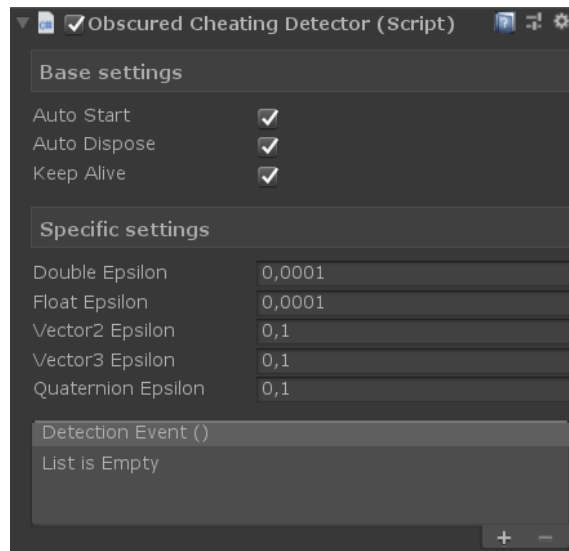 Obscured Cheating Detector (Script)
Base settings
Auto Start
Auto Dispose
Keep Alive
Specific settings
Double Epsilon 0,0001
Float Epsilon 0,0001
Vector2 Epsilon 0,1
Vector3 Epsilon 0,1
Quaternion Epsilon 0,1
Detection Event ()
List is Empty